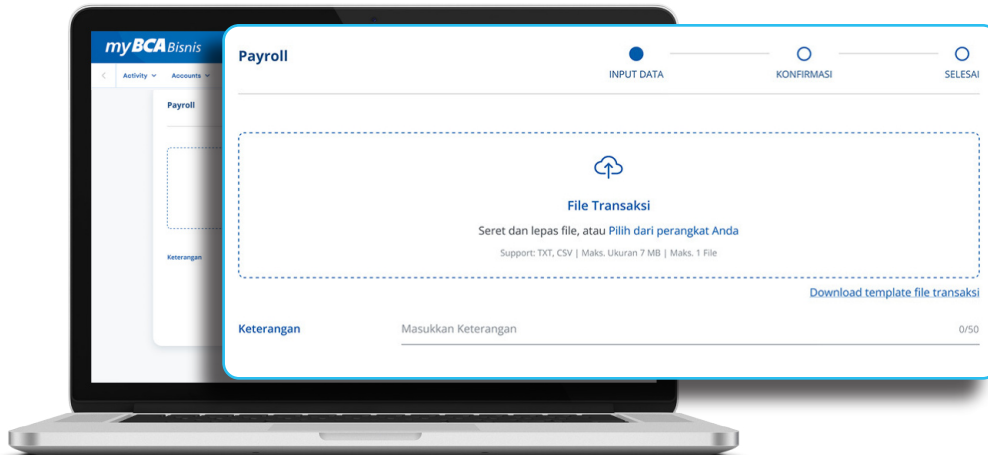 myBCA Bisnis
Activity Accounts
Payroll
Keterangan
Payroll
INPUT DATA
KONFIRMASI
SELESAI
File Transaksi
Seret dan lepas file, atau Pilih dari perangkat Anda
Support: TXT, CSV | Maks. Ukuran 7 MB | Maks. 1 File
Download template file transaksi
Keterangan Masukkan Keterangan 0/50